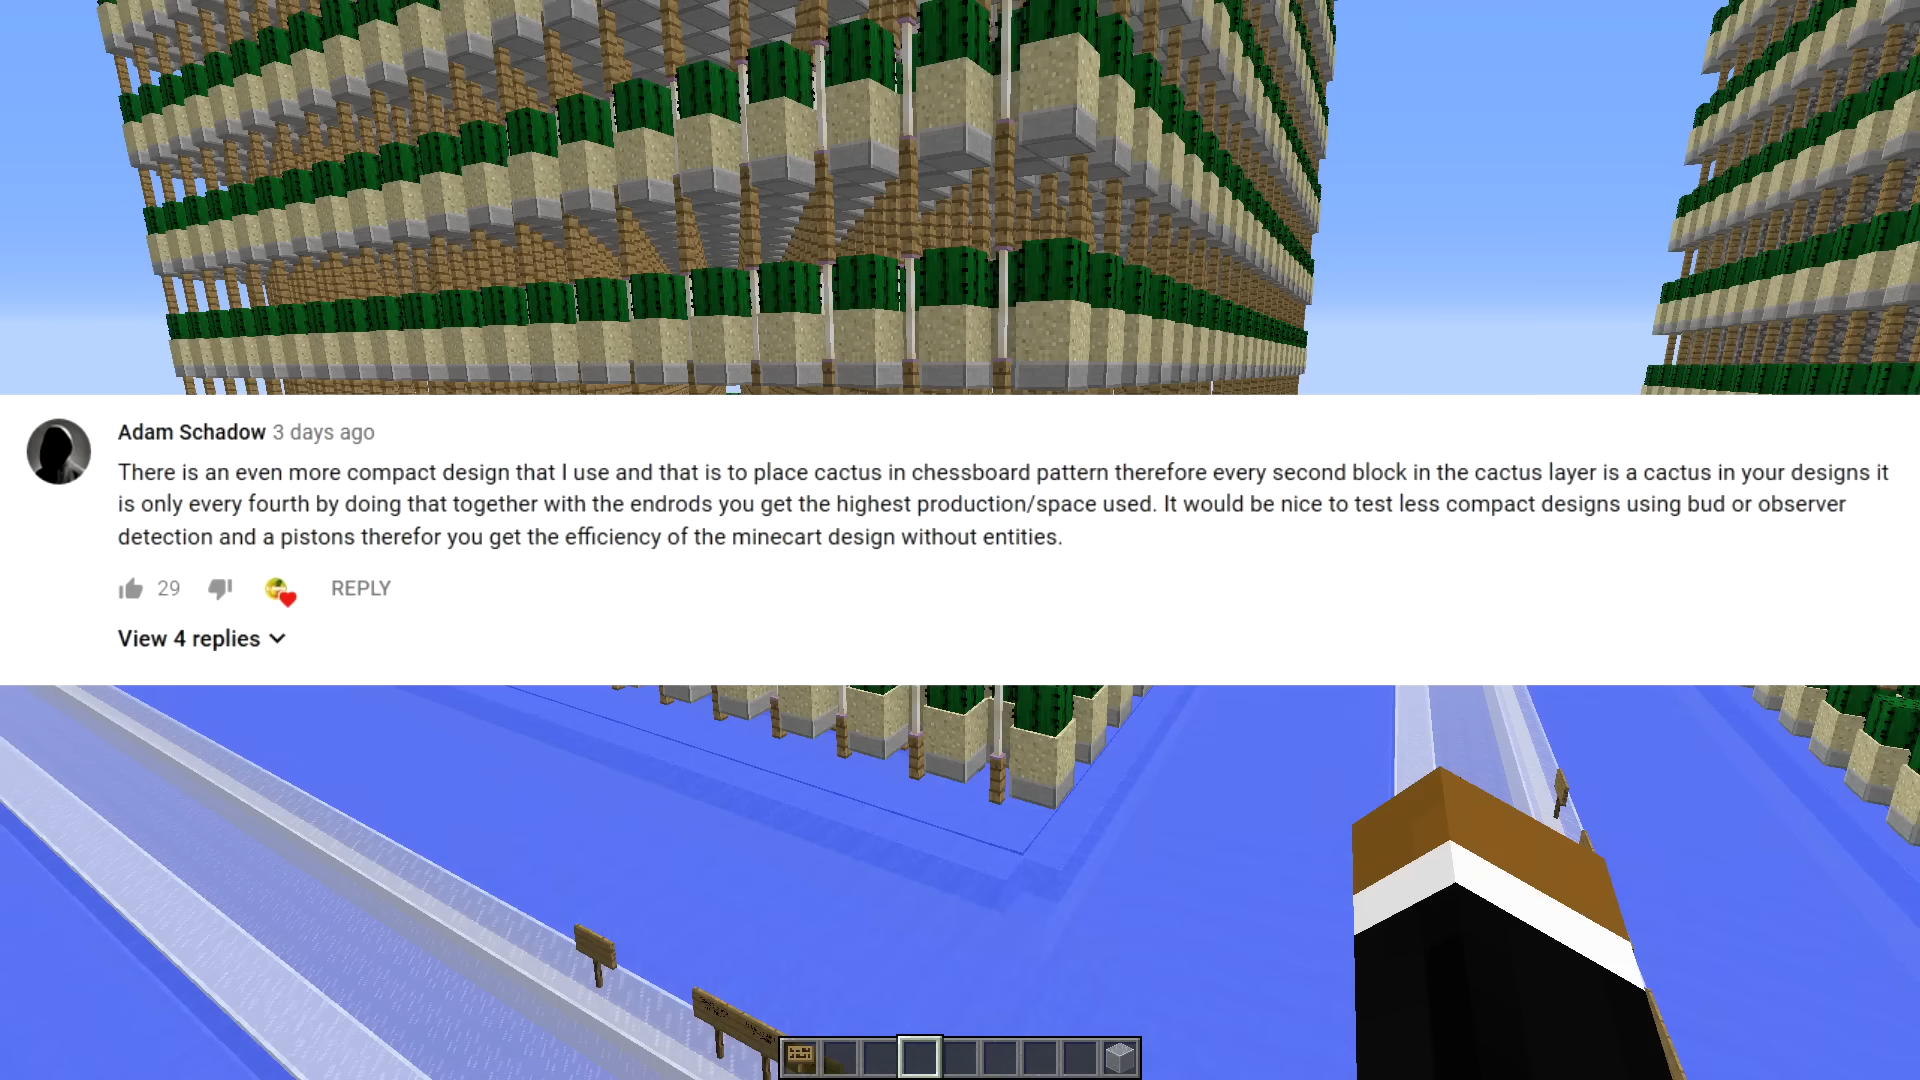 Adam Schadow 3 days ago
There is an even more compact design that I use and that is to place cactus in chessboard pattern therefore every second block in the cactus layer is a cactus in your designs it
is only every fourth by doing that together with the endrods you get the highest production/space used. It would be nice to test less compact designs using bud or observer
detection and a pistons therefor you get the efficiency of the minecart design without entities.
29 REPLY
View 4 replies